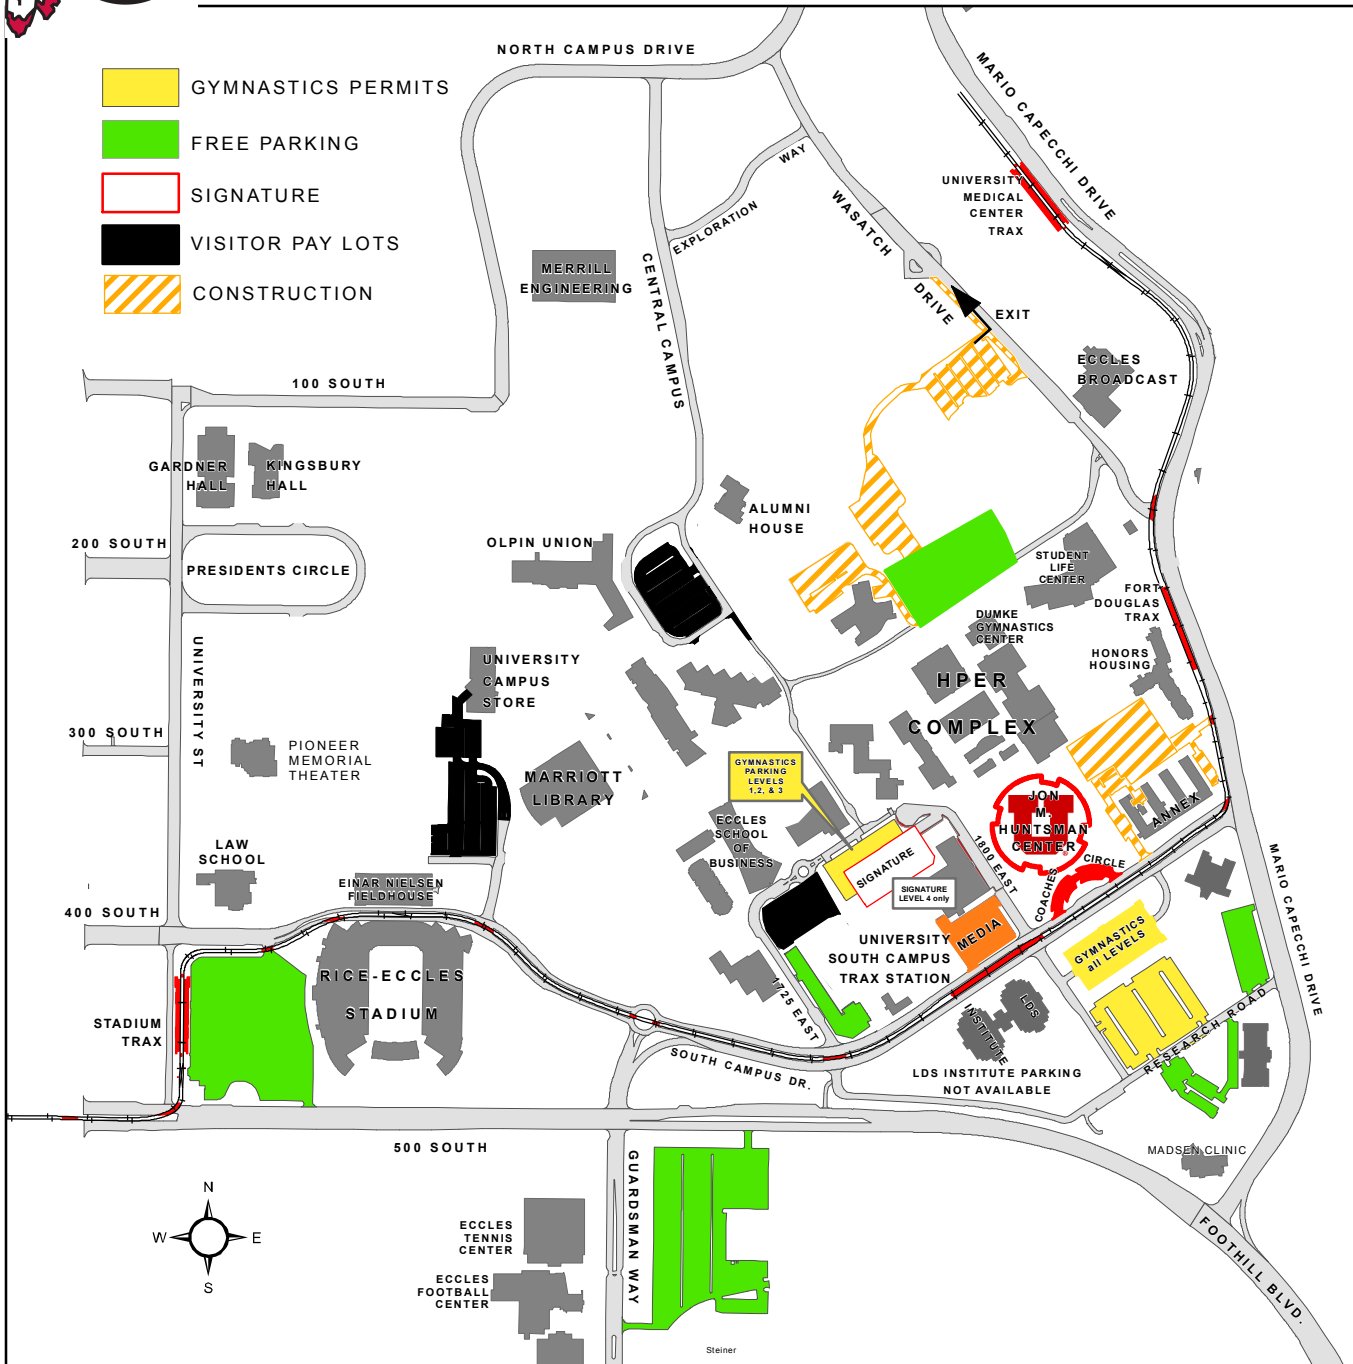 NORTH CAMPUS DRIVE
GYMNASTICS PERMITS
FREE PARKING
SIGNATURE
VISITOR PAY LOTS
CONSTRUCTION
MARIO CAPECCHI DRIVE
WAY
EXPLORATION
WASATCH
DRIVE
UNIVERSITY
MEDICAL
CENTER
TRAX
MERRILL
ENGINEERING
CENTRAL CAMPUS
EXIT
ECCLES
BROADCAST
100 SOUTH
GARDNER
HALL
KINGSBURY
HALL
ALUMNI
HOUSE
200 SOUTH
PRESIDENTS CIRCLE
OLPIN UNION
STUDENT
LIFE
CENTER
FORT
DOUGLAS
TRAX
DUMKE
GYMNASTICS
CENTER
HONORS
HOUSING
UNIVERSITY ST
UNIVERSITY
CAMPUS
STORE
HPER
COMPLEX
300 SOUTH
PIONEER
MEMORIAL
THEATER
MARRIOTT
LIBRARY
GYMNASTICS
PARKING
LEVELS
1,2, & 3
JON
M.
HUNTSMAN
CENTER
ANNEX
ECCLES
SCHOOL
OF
BUSINESS
LAW
SCHOOL
SIGNATURE
1800 EAST
COACHES
CIRCLE
MARIO CAPECCHI DRIVE
EINAR NIELSEN
FIELDHOUSE
SIGNATURE
LEVEL 4 only
400 SOUTH
MEDIA
UNIVERSITY
SOUTH CAMPUS
TRAX STATION
GYMNASTICS
all LEVELS
RICE-ECCLES
STADIUM
1725 EAST
STADIUM
TRAX
LDS
INSTITUTE
RESEARCH ROAD
SOUTH CAMPUS DR.
LDS INSTITUTE PARKING
NOT AVAILABLE
500 SOUTH
MADSEN CLINIC
GUARDSMAN WAY
N
W
E
S
ECCLES
TENNIS
CENTER
ECCLES
FOOTBALL
CENTER
FOOTHILL BLVD.
Steiner